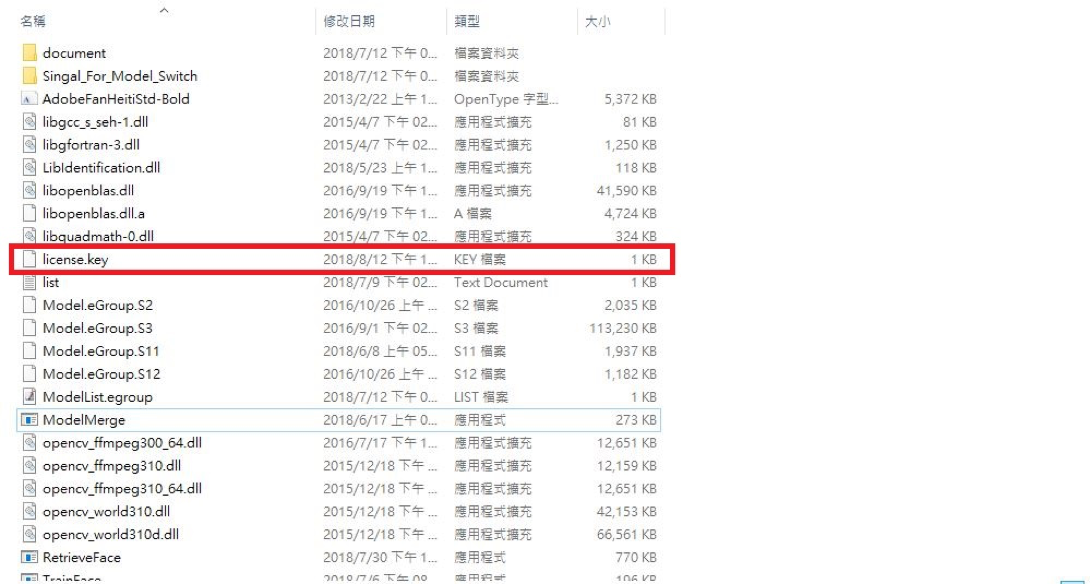 名稱 修改日期 類型 大小
document 2018/7/12 下午 0... 檔案資料夾
Singal_For_Model_Switch 2018/7/12 下午 0... 檔案資料夾
AdobeFanHeitiStd-Bold 2013/2/22 上午 1... OpenType 字型... 5,372 KB
libgcc_s_seh-1.dll 2015/4/7 下午 02... 應用程式擴充 81 KB
libgfortran-3.dll 2015/4/7 下午 02... 應用程式擴充 1,250 KB
LibIdentification.dll 2018/5/23 上午 1... 應用程式擴充 118 KB
libopenblas.dll 2016/9/19 下午 1... 應用程式擴充 41,590 KB
libopenblas.dll.a 2016/9/19 下午 1... A 檔案 4,724 KB
libquadmath-0.dll 2015/4/7 下午 02... 應用程式擴充 324 KB
license.key 2018/8/12 下午 1... KEY 檔案 1 KB
list 2018/7/9 下午 02... Text Document 1 KB
Model.eGroup.S2 2016/10/26 上午 ... S2 檔案 2,035 KB
Model.eGroup.S3 2016/9/1 下午 02... S3 檔案 113,230 KB
Model.eGroup.S11 2018/6/8 上午 05... S11 檔案 1,937 KB
Model.eGroup.S12 2016/10/26 上午 ... S12 檔案 1,182 KB
ModelList.egroup 2018/7/12 下午 0... LIST 檔案 1 KB
ModelMerge 2018/6/17 上午 0... 應用程式 273 KB
opencv_ffmpeg300_64.dll 2016/7/17 下午 1... 應用程式擴充 12,651 KB
opencv_ffmpeg310.dll 2015/12/18 下午 ... 應用程式擴充 12,159 KB
opencv_ffmpeg310_64.dll 2015/12/18 下午 ... 應用程式擴充 12,651 KB
opencv_world310.dll 2015/12/18 下午 ... 應用程式擴充 42,153 KB
opencv_world310d.dll 2015/12/18 下午 ... 應用程式擴充 66,561 KB
RetrieveFace 2018/7/30 下午 1... 應用程式 770 KB
TrainFace 2018/7/6 下午 08... 應用程式 196 KB